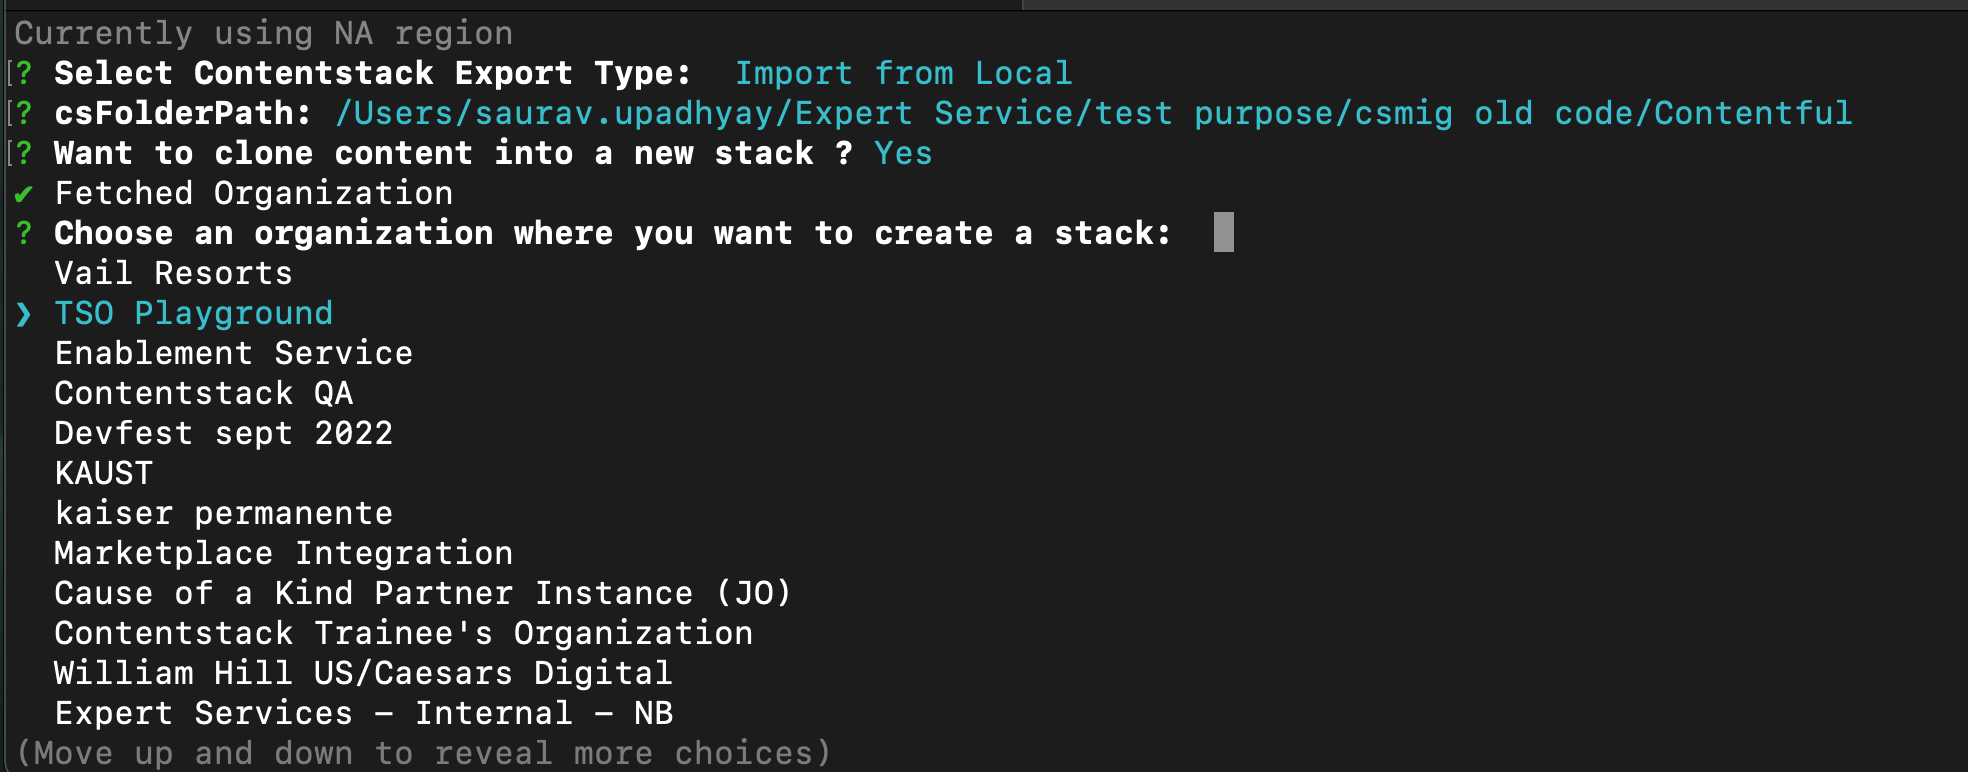 Currently using NA region
[? Select Contentstack Export Type:  Import from Local
[? csFolderPath: /Users/saurav.upadhyay/Expert Service/test purpose/csmig old code/Contentful
[? Want to clone content into a new stack ? Yes
✔ Fetched Organization
? Choose an organization where you want to create a stack:
Vail Resorts
❯ TSO Playground
Enablement Service
Contentstack QA
Devfest sept 2022
KAUST
kaiser permanente
Marketplace Integration
Cause of a Kind Partner Instance (JO)
Contentstack Trainee's Organization
William Hill US/Caesars Digital
Expert Services – Internal – NB
(Move up and down to reveal more choices)